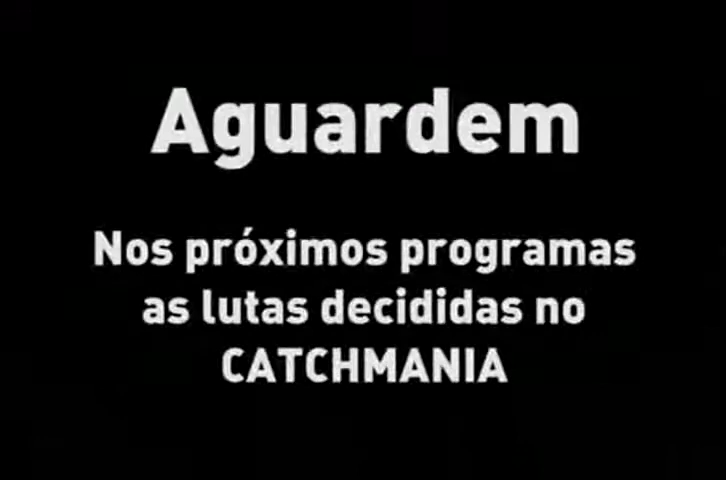 Aguardem
Nos próximos programas
as lutas decididas no
CATCHMANIA